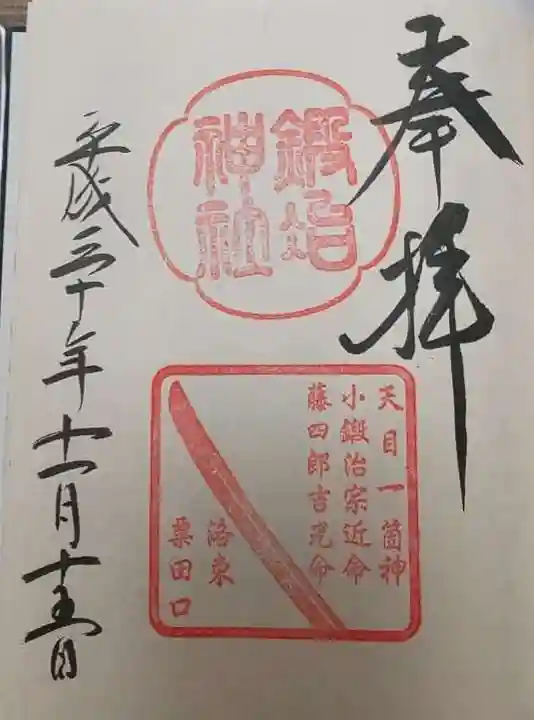 奉拝
鍛冶
神社
天目一箇神
小鍛治宗近命
藤四郎吉光命
洛東
粟田口
平成三十年十一月十五日